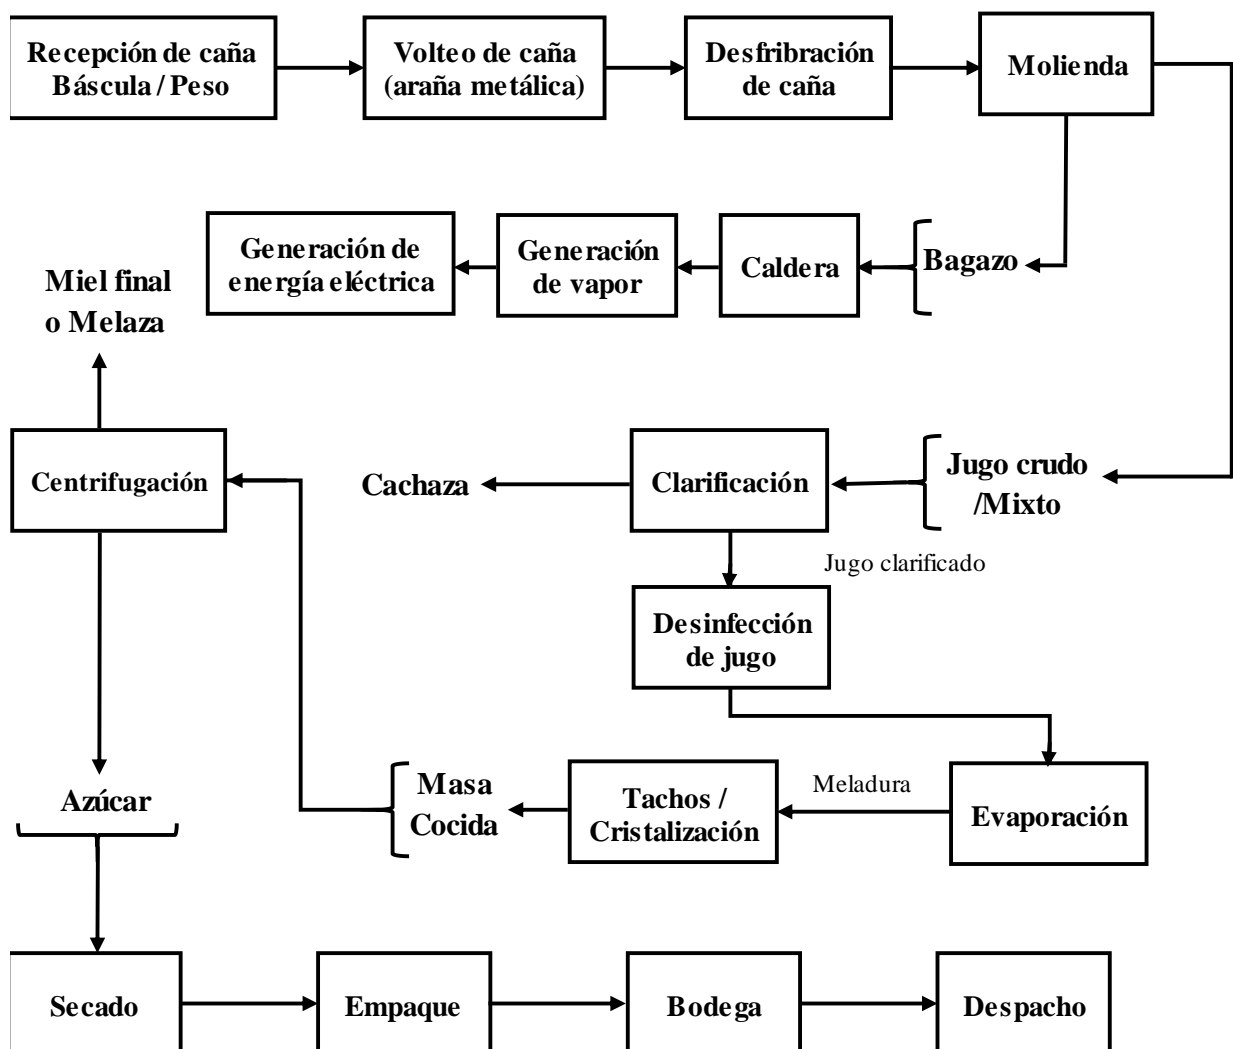 Recepción de caña
Báscula / Peso
Volteo de caña
(araña metálica)
Desfribración
de caña
Molienda
Generación de
energía eléctrica
Generación
de vapor
Caldera
Bagazo
Miel final
o Melaza
Centrifugación
Cachaza
Clarificación
Jugo crudo
/Mixto
Jugo clarificado
Desinfección
de jugo
Azúcar
Masa
Cocida
Tachos /
Cristalización
Meladura
Evaporación
Secado
Empaque
Bodega
Despacho